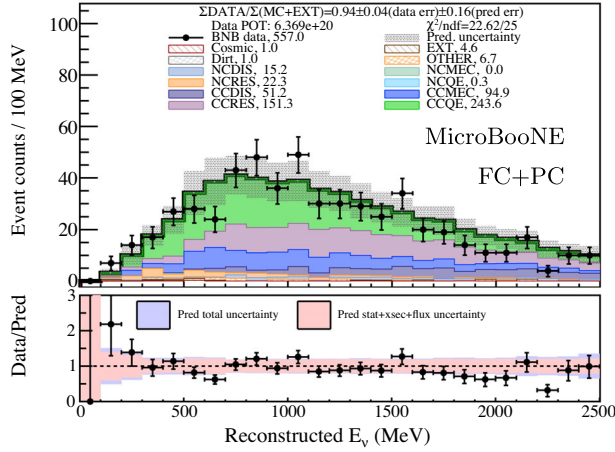 ΣDATA/Σ(MC+EXT)=0.94±0.04(data err)±0.16(pred err)
Data POT: 6.369e+20 χ²/ndf=22.62/25
BNB data, 557.0 Pred. uncertainty
Cosmic, 1.0 EXT, 4.6
Dirt, 1.0 OTHER, 6.7
NCDIS, 15.2 NCMEC, 0.0
NCRES, 22.3 NCQE, 0.3
CCDIS, 51.2 CCMEC, 94.9
CCRES, 151.3 CCQE, 243.6
MicroBooNE
FC+PC
Event counts / 100 MeV
100
80
60
40
20
0
Pred total uncertainty Pred stat+xsec+flux uncertainty
Data/Pred
3
2
1
0
0 500 1000 1500 2000 2500
Reconstructed Eν (MeV)